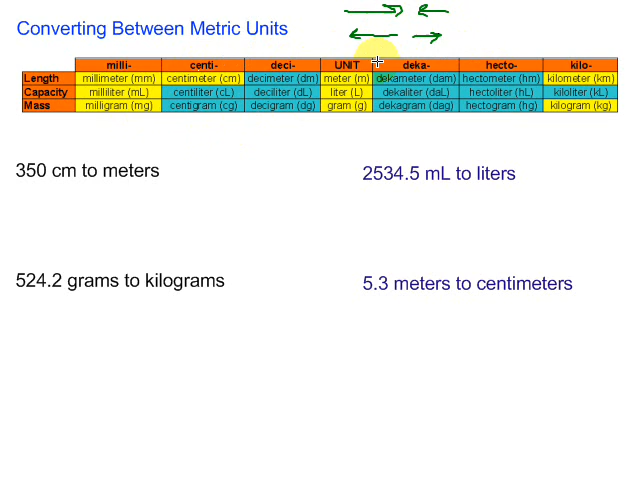 Converting Between Metric Units
milli- centi- deci- UNIT deka- hecto- kilo-
Length millimeter (mm) centimeter (cm) decimeter (dm) meter (m) dekameter (dam) hectometer (hm) kilometer (km)
Capacity milliliter (mL) centiliter (cL) deciliter (dL) liter (L) dekaliter (daL) hectoliter (hL) kiloliter (kL)
Mass milligram (mg) centigram (cg) decigram (dg) gram (g) dekagram (dag) hectogram (hg) kilogram (kg)
350 cm to meters
2534.5 mL to liters
524.2 grams to kilograms
5.3 meters to centimeters